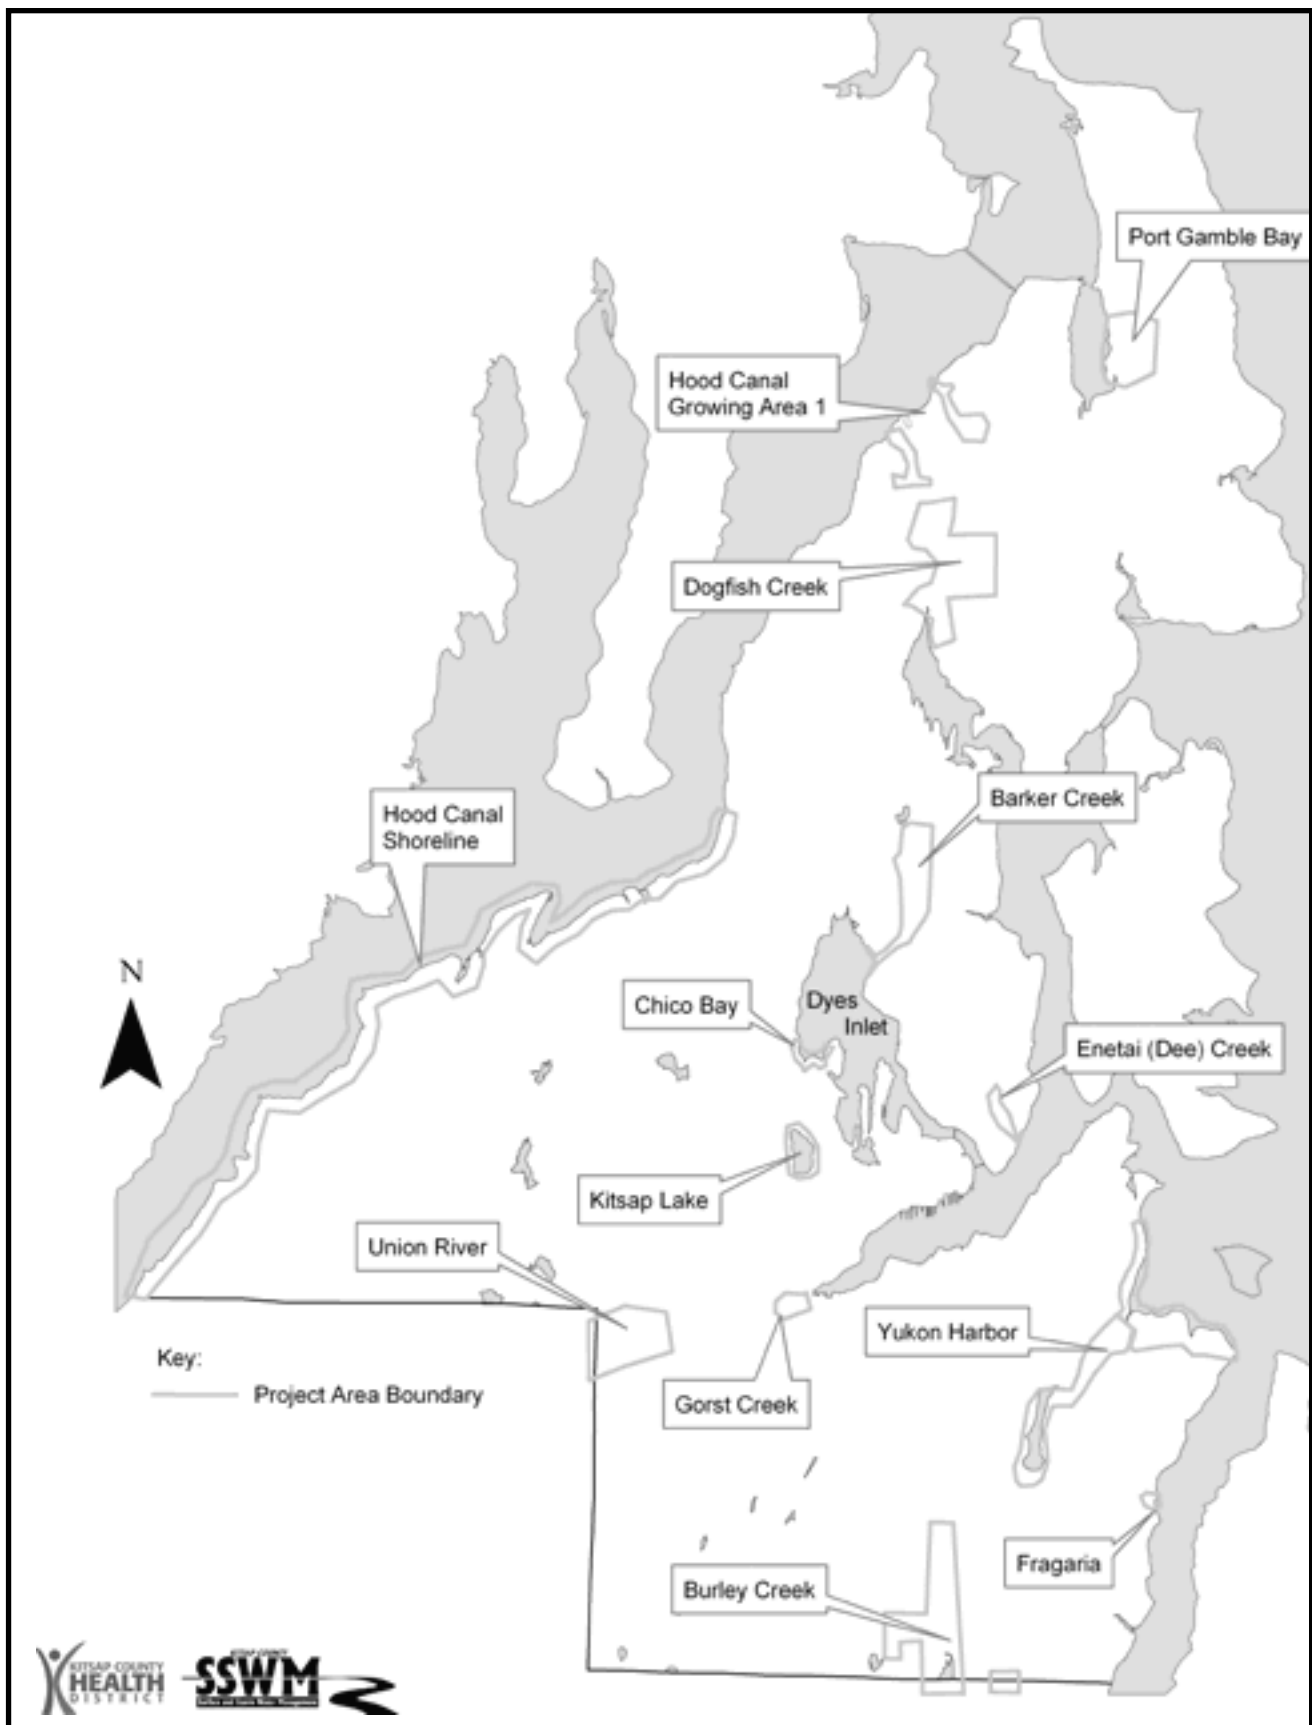 Port Gamble Bay
Hood Canal
Growing Area 1
Dogfish Creek
Barker Creek
Hood Canal
Shoreline
N
Chico Bay
Dyes
Inlet
Enetai (Dee) Creek
Kitsap Lake
Union River
Yukon Harbor
Key:
Project Area Boundary
Gorst Creek
Fragaria
Burley Creek
KITSAP COUNTY
HEALTH
DISTRICT
KITSAP COUNTY
SSWM